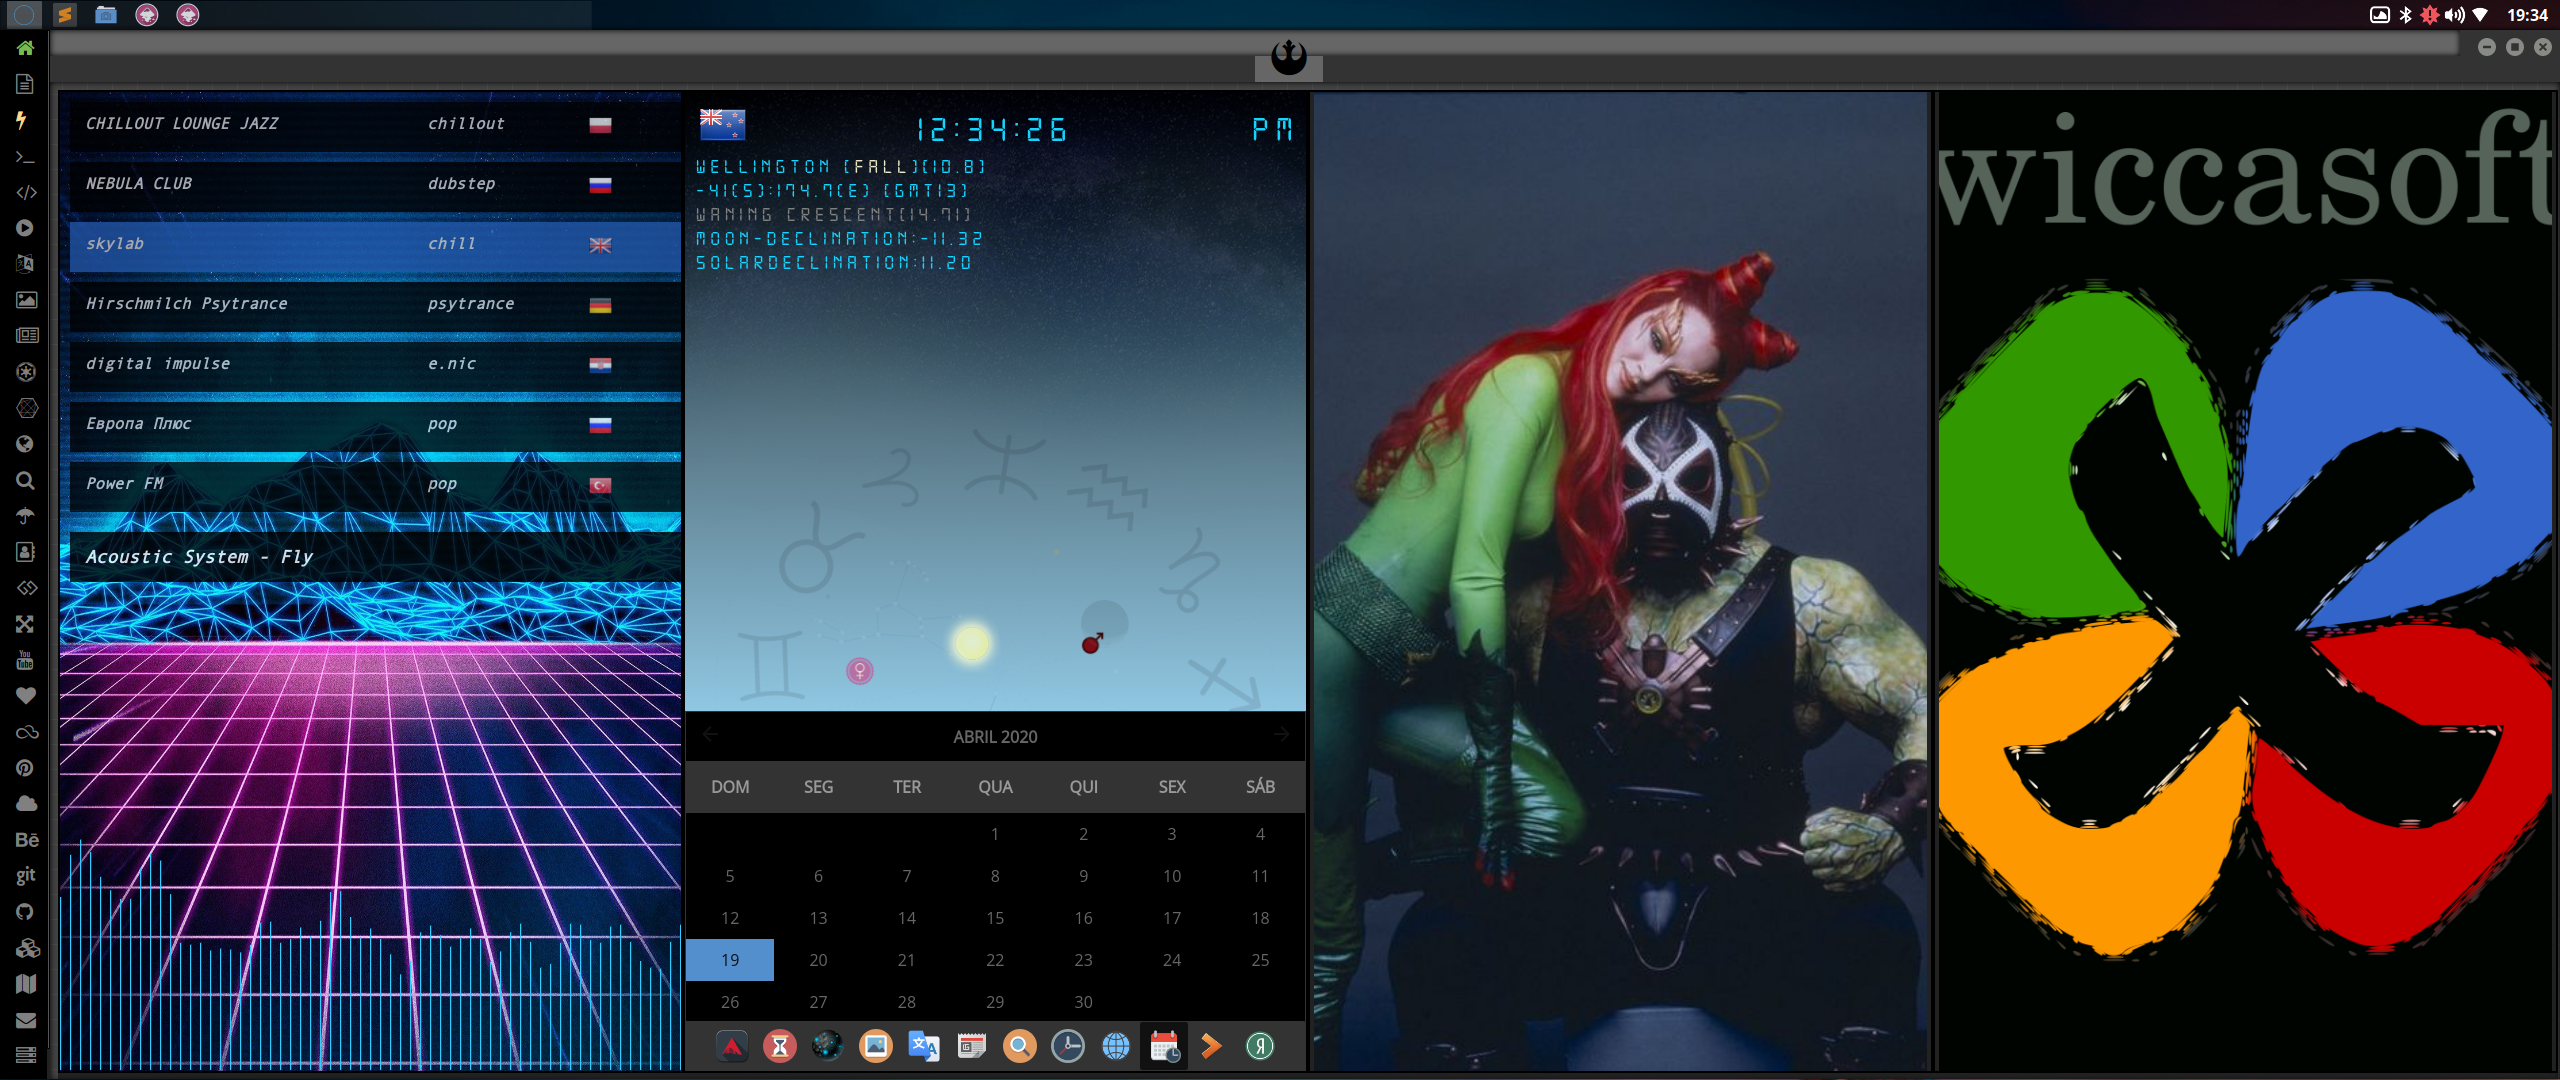 19:34
CHILLOUT LOUNGE JAZZ chillout
NEBULA CLUB dubstep
skylab chill
Hirschmilch Psytrance psytrance
digital impulse e.nic
Европа Плюс pop
Power FM pop
Acoustic System - Fly
12:34:26 PM
WELLINGTON (FALL)(10.8)
-41(S):174.7(E) (GMT13)
WANING CRESCENT(14.71)
MOON-DECLINATION:-11.32
SOLARDECLINATION:11.20
ABRIL 2020
DOM SEG TER QUA QUI SEX SÁB
1 2 3 4
5 6 7 8 9 10 11
12 13 14 15 16 17 18
19 20 21 22 23 24 25
26 27 28 29 30
wiccasoft
You
Tube
Bē
git
文 A
G
Я